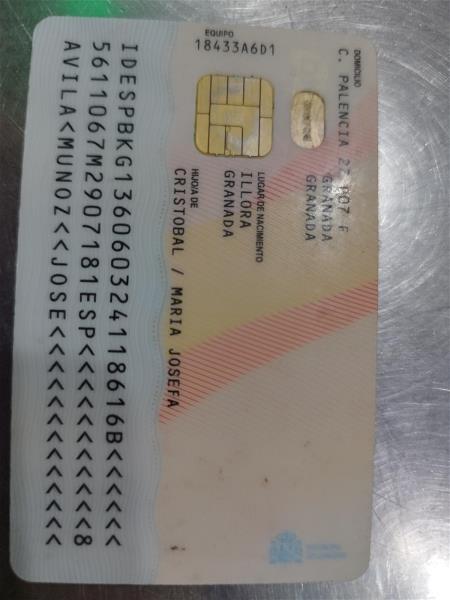 DOMICILIO
C. PALENCIA 27
GRANADA
GRANADA
EQUIPO
18433A6D1
LUGAR DE NACIMIENTO
ILLORA
GRANADA
HIJO/A DE
CRISTOBAL / MARIA JOSEFA
IDESPBKG136060324118616B<<<<<<
5611067M2907181ESP<<<<<<<<<<<8
AVILA<MUNOZ<<JOSE<<<<<<<<<<<<<